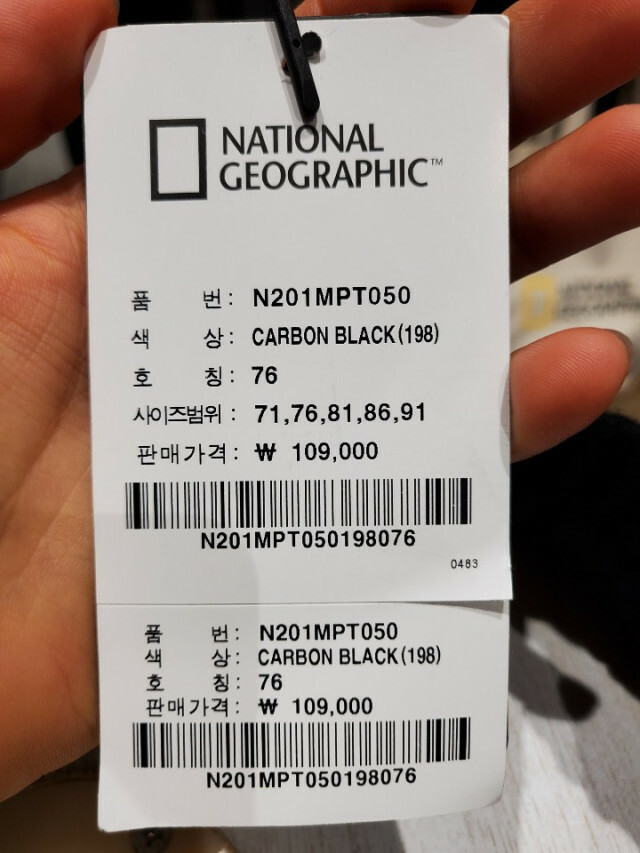 NATIONAL
GEOGRAPHIC™
품 번: N201MPT050
색 상: CARBON BLACK(198)
호 칭: 76
사이즈범위 : 71,76,81,86,91
판매가격: ₩ 109,000
N201MPT050198076
0483
품 번: N201MPT050
색 상: CARBON BLACK(198)
호 칭: 76
판매가격: ₩ 109,000
N201MPT050198076